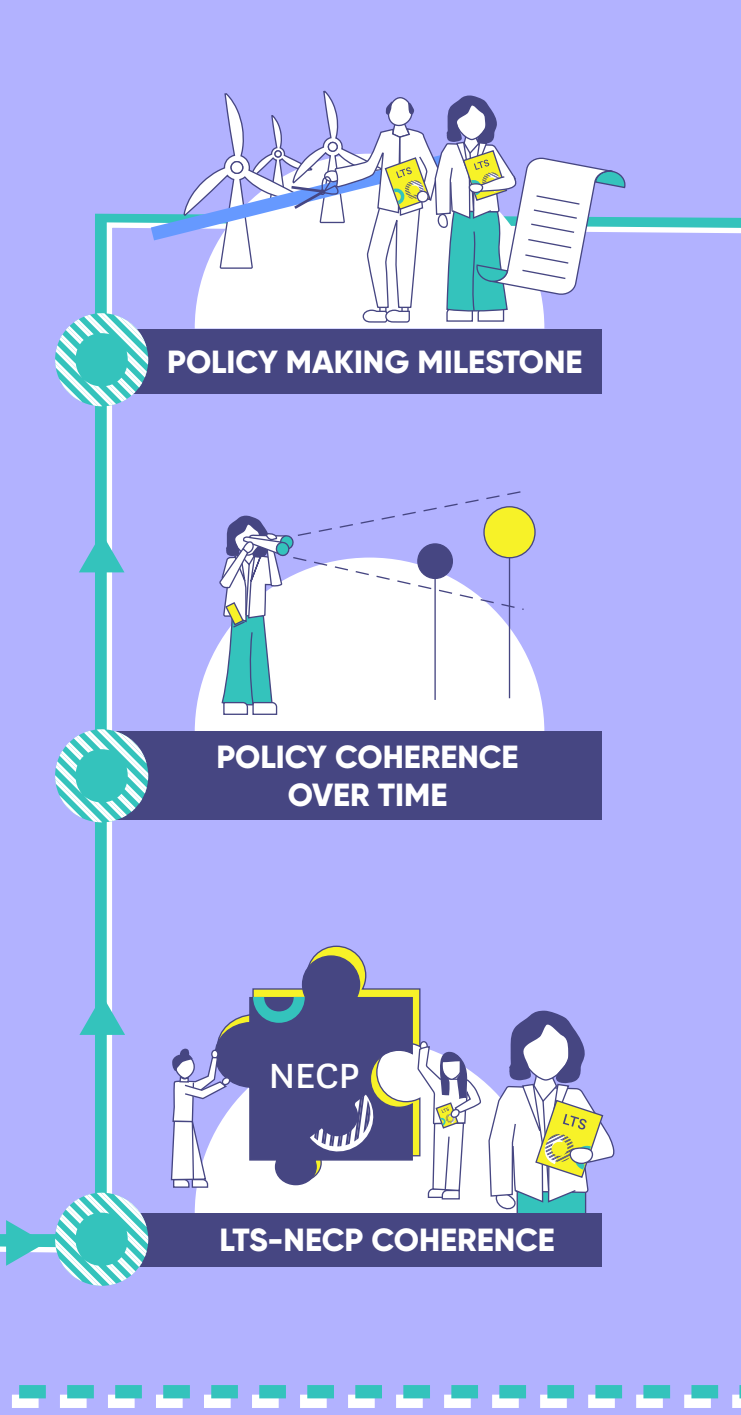 LTS
LTS
POLICY MAKING MILESTONE
POLICY COHERENCE
OVER TIME
NECP
LTS
LTS
LTS-NECP COHERENCE